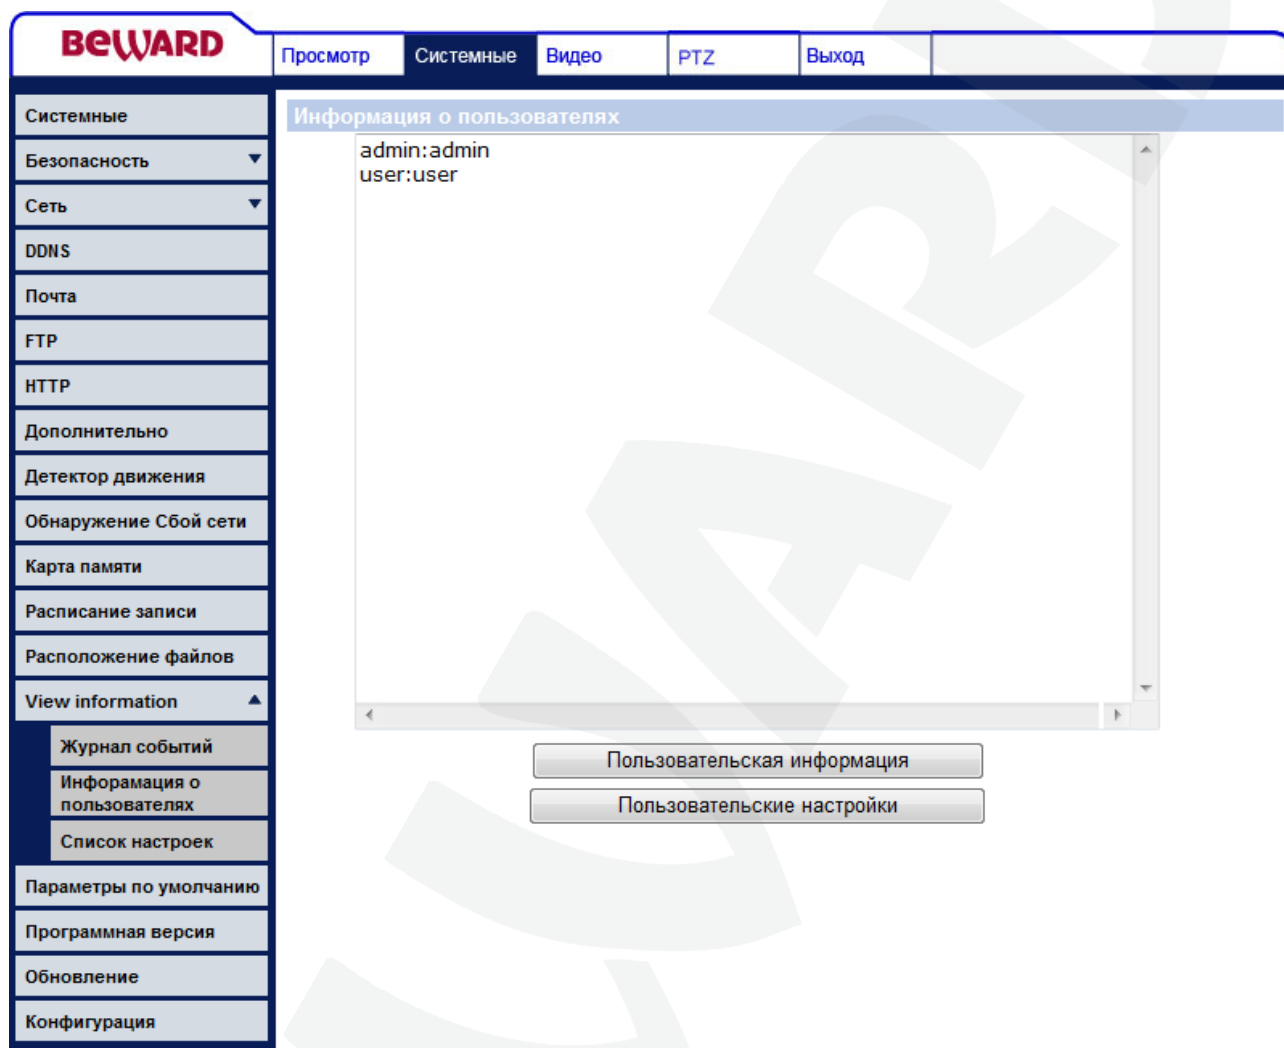 BEWARD
Просмотр
Системные
Видео
PTZ
Выход
Системные
Безопасность
Сеть
DDNS
Почта
FTP
HTTP
Дополнительно
Детектор движения
Обнаружение Сбой сети
Карта памяти
Расписание записи
Расположение файлов
View information
Журнал событий
Инфорамация о
пользователях
Список настроек
Параметры по умолчанию
Программная версия
Обновление
Конфигурация
Информация о пользователях
admin:admin
user:user
Пользовательская информация
Пользовательские настройки